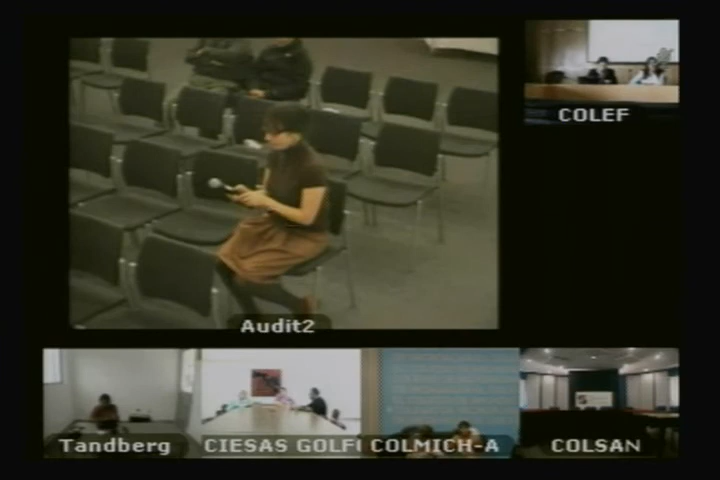 COLEF
Audit2
Tandberg
CIESAS GOLF
COLMICH-A
COLSAN